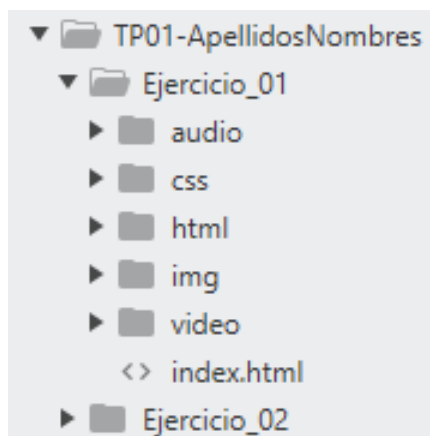 TP01-ApellidosNombres
Ejercicio_01
audio
css
html
img
video
<> index.html
Ejercicio_02